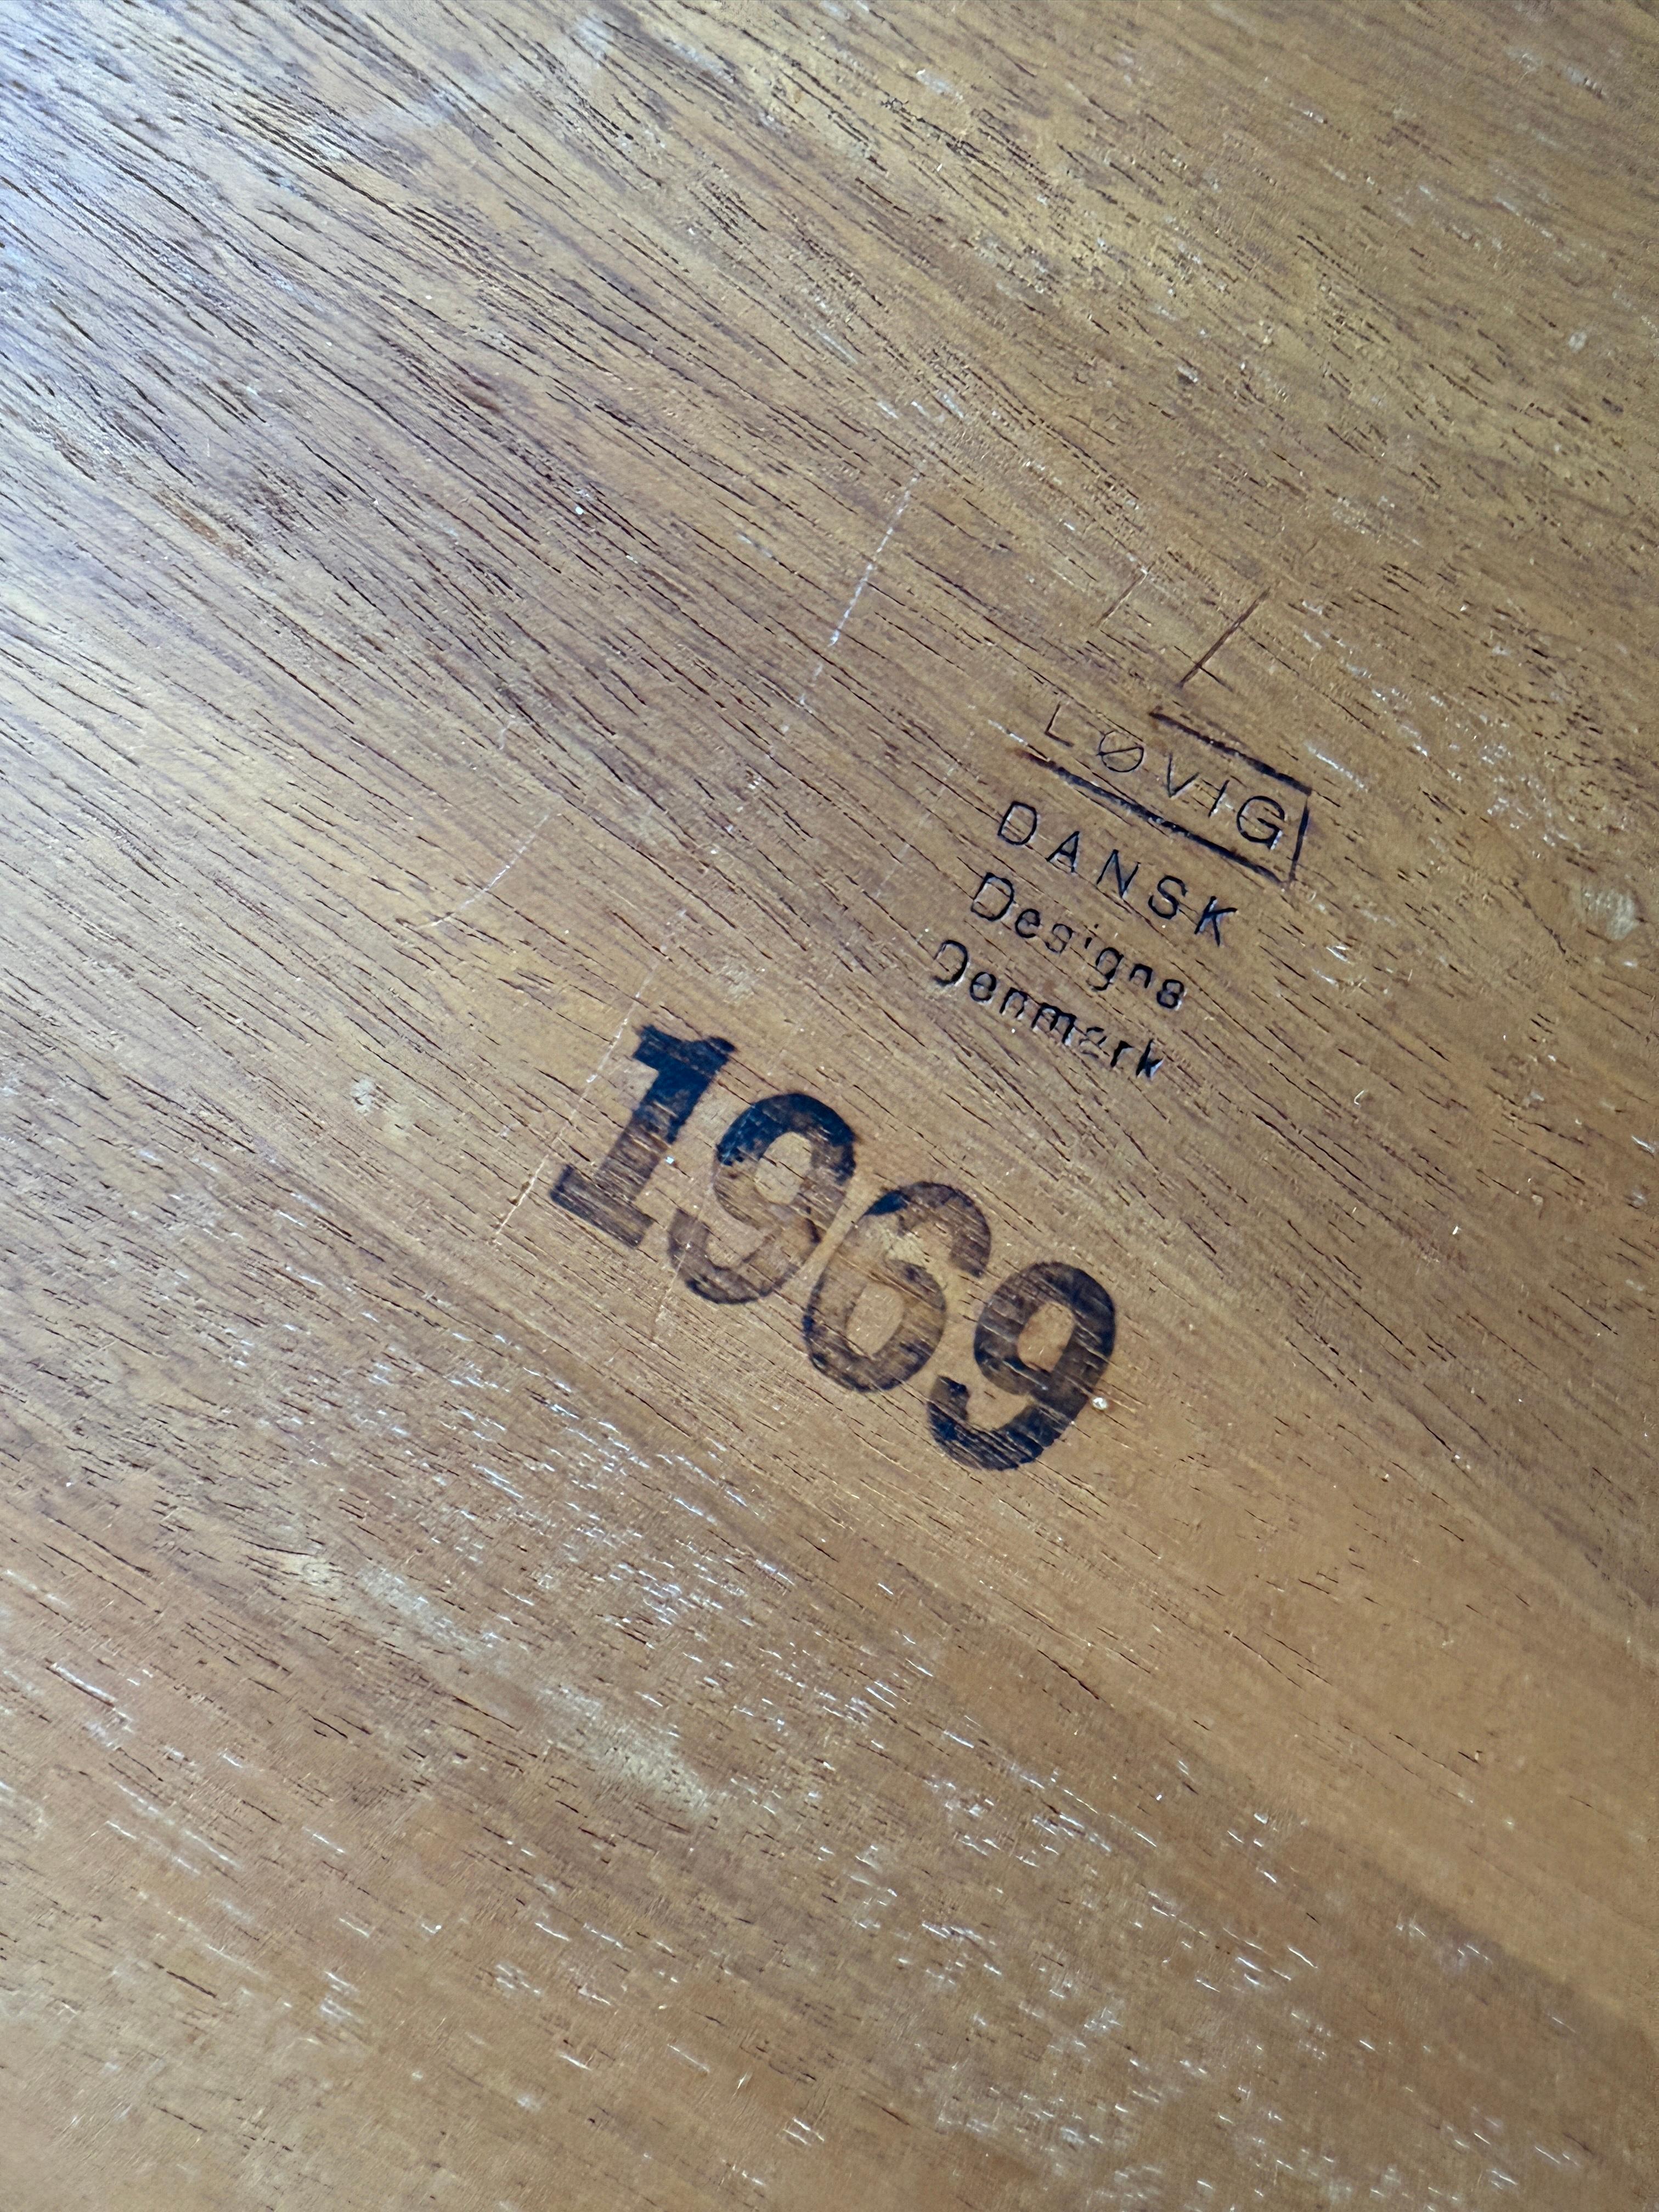 LØVIG
DANSK
Designs
Denmark
1969